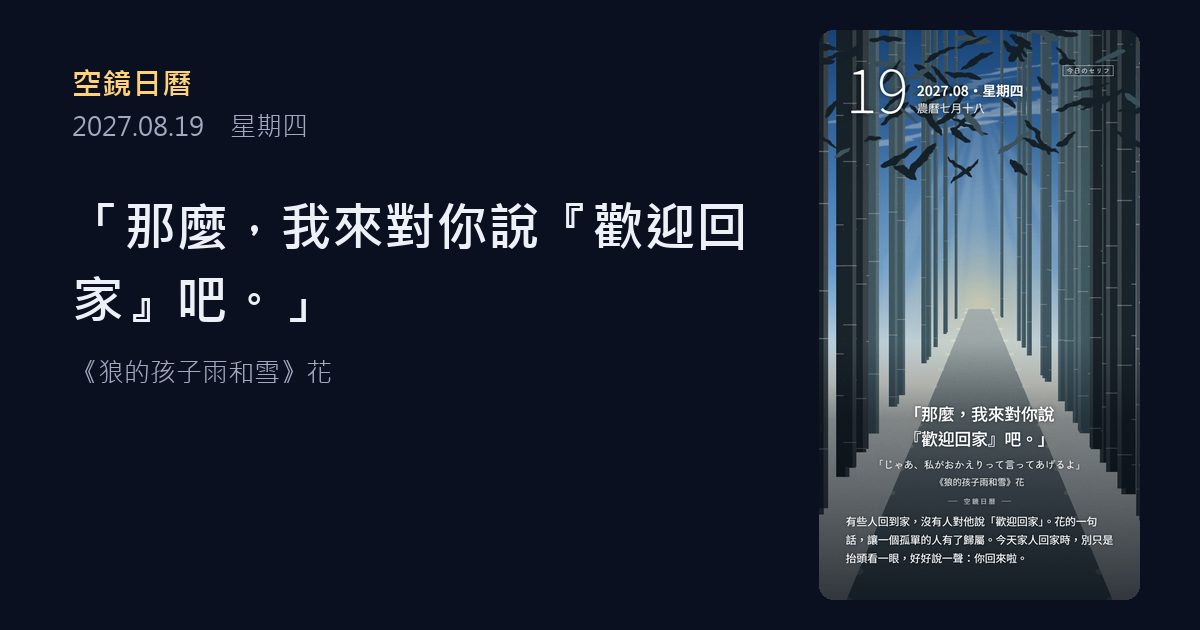 空鏡日曆
2027.08.19 星期四
「那麼，我來對你說『歡迎回
家』吧。」
《狼的孩子雨和雪》花
19
2027.08・星期四
農曆七月十八
今日のセリフ
「那麼，我來對你說
『歡迎回家』吧。」
「じゃあ、私がおかえりって言ってあげるよ」
《狼的孩子雨和雪》花
— 空鏡日曆 —
有些人回到家，沒有人對他說「歡迎回家」。花的一句
話，讓一個孤單的人有了歸屬。今天家人回家時，別只是
抬頭看一眼，好好說一聲：你回來啦。